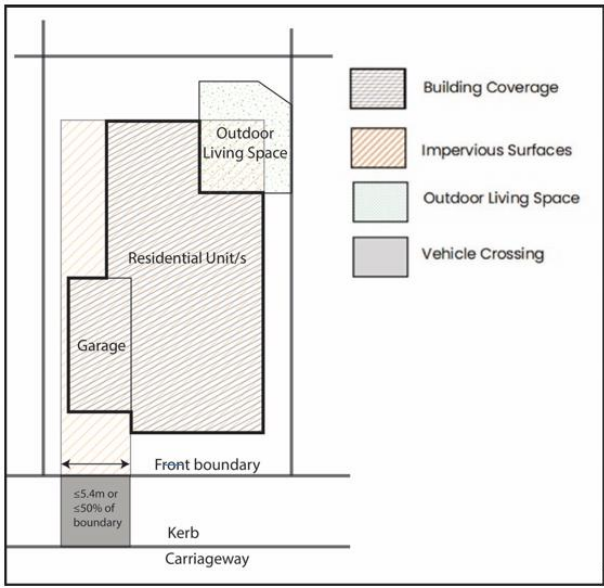 Building Coverage
Outdoor
Living Space
Impervious Surfaces
Outdoor Living Space
Residential Unit/s
Vehicle Crossing
Garage
Front boundary
≤5.4m or
≤50% of
boundary
Kerb
Carriageway